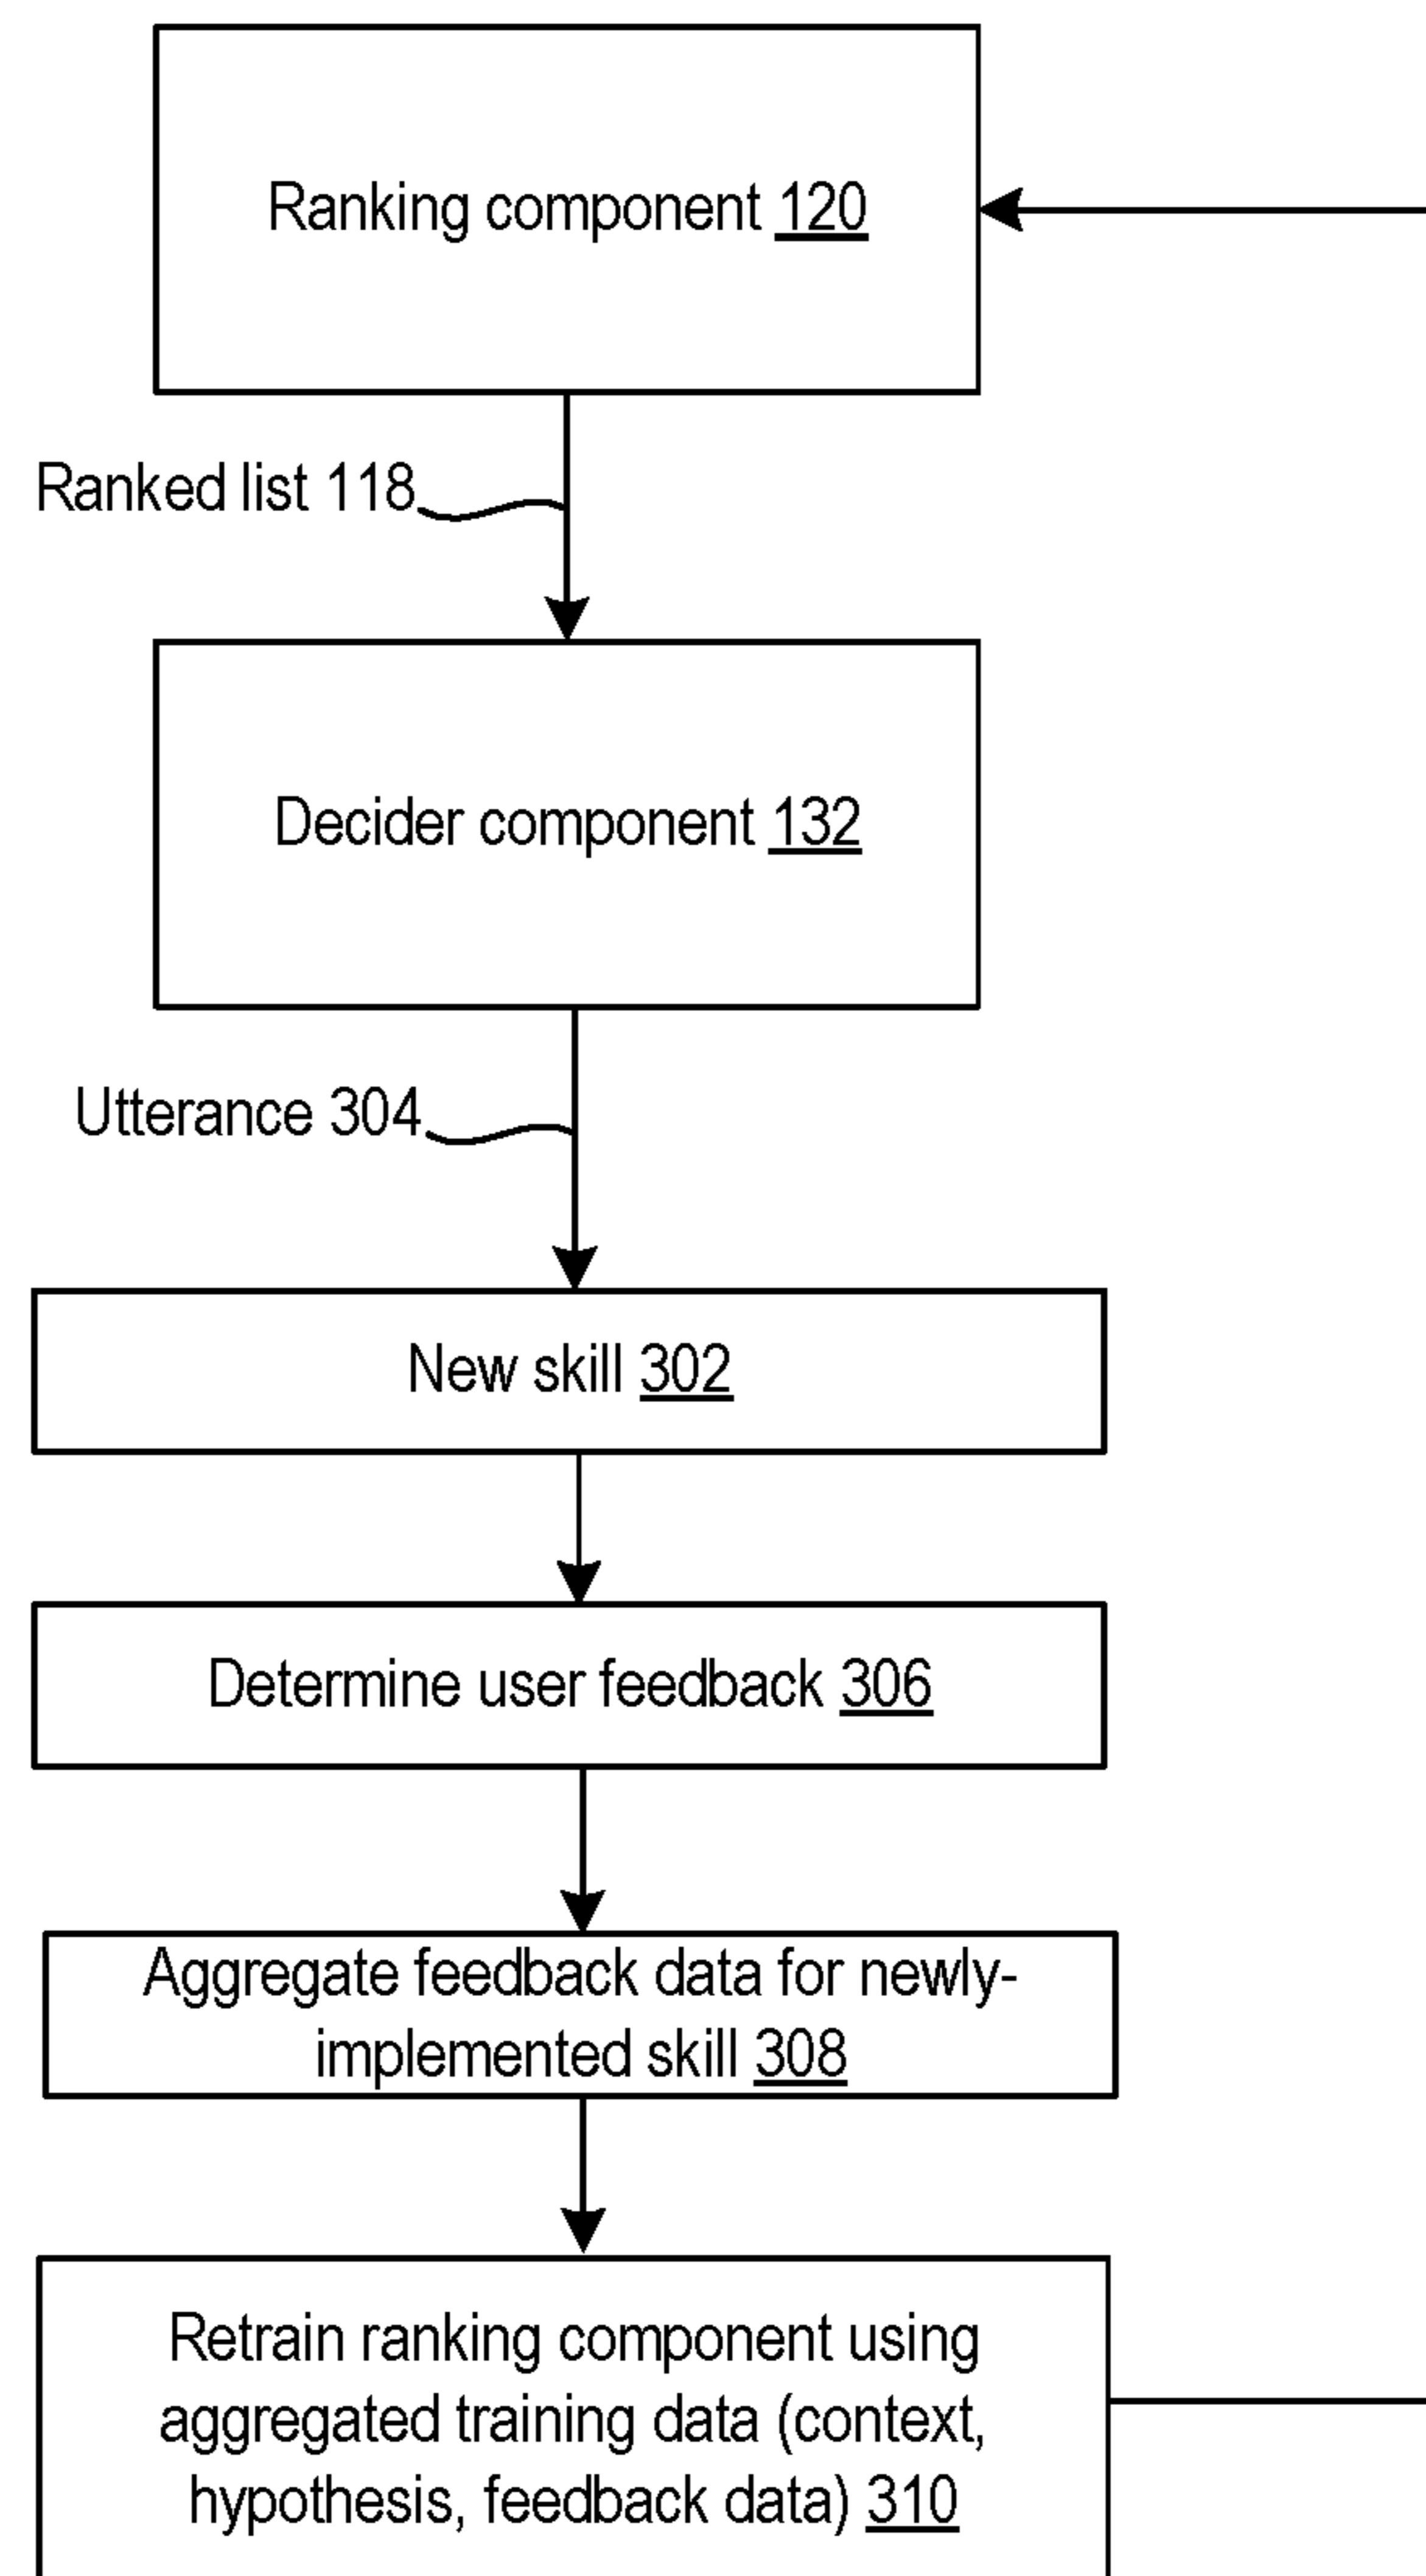 Ranking component 120
Ranked list 118
Decider component 132
Utterance 304
New skill 302
Determine user feedback 306
Aggregate feedback data for newly-
implemented skill 308
Retrain ranking component using
aggregated training data (context,
hypothesis, feedback data) 310